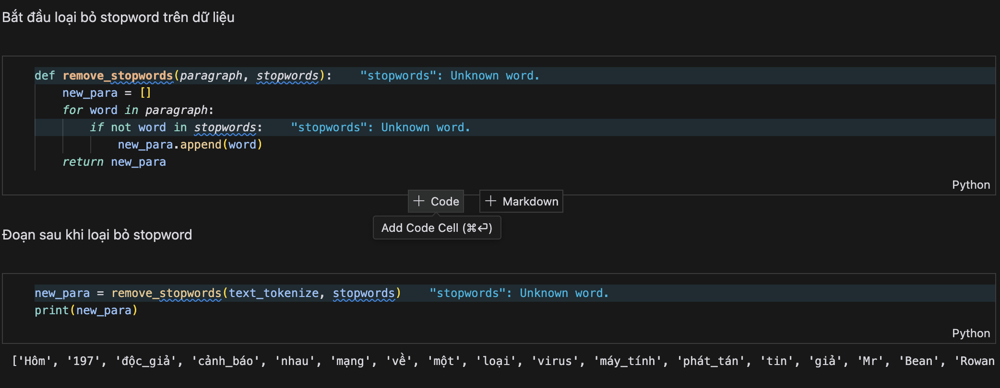 Bắt đầu loại bỏ stopword trên dữ liệu
def remove_stopwords(paragraph, stopwords):    "stopwords": Unknown word.
    new_para = []
    for word in paragraph:
        if not word in stopwords:    "stopwords": Unknown word.
            new_para.append(word)
    return new_para
Python
+ Code
+ Markdown
Add Code Cell (⌘⏎)
Đoạn sau khi loại bỏ stopword
new_para = remove_stopwords(text_tokenize, stopwords)    "stopwords": Unknown word.
print(new_para)
Python
['Hôm', '197', 'độc_giả', 'cảnh_báo', 'nhau', 'mạng', 'về', 'một', 'loại', 'virus', 'máy_tính', 'phát_tán', 'tin', 'giả', 'Mr', 'Bean', 'Rowan